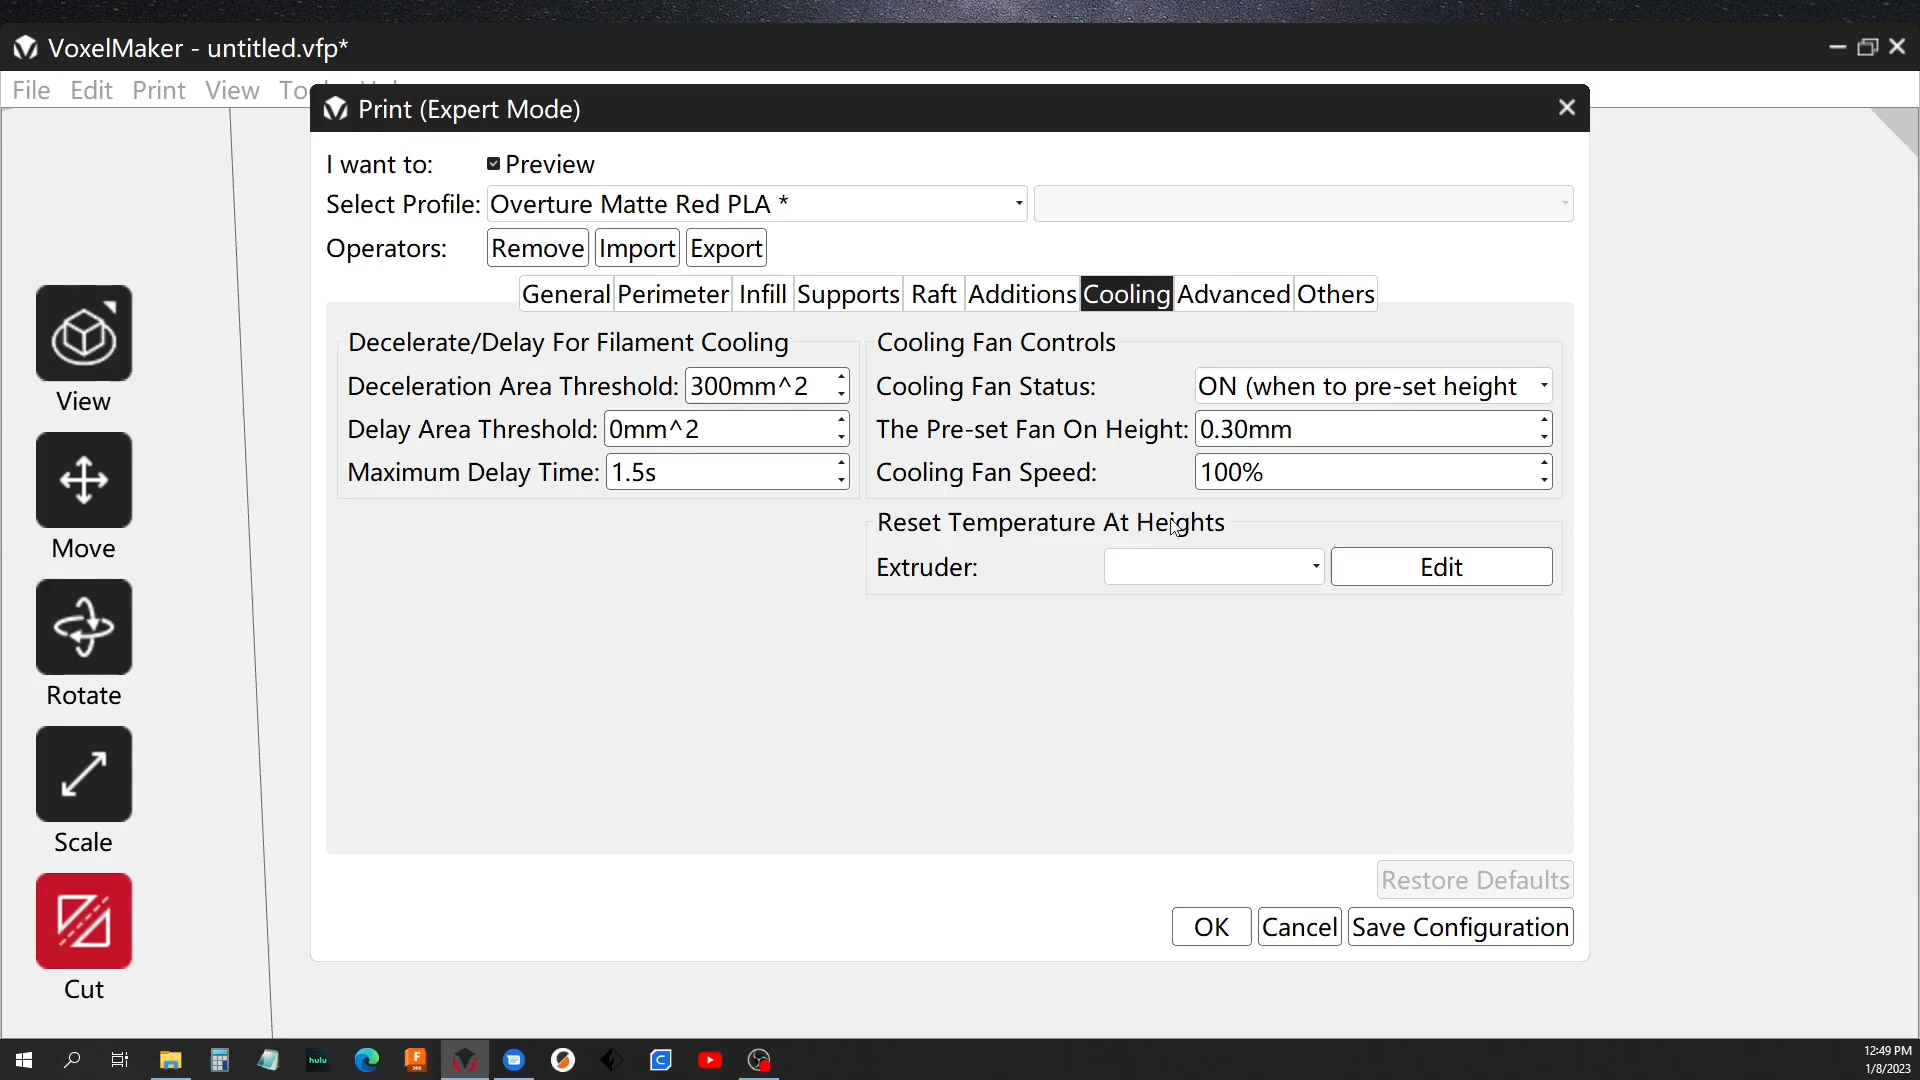 VoxelMaker - untitled.vfp*
File Edit Print View
Print (Expert Mode)
I want to: Preview
Select Profile: Overture Matte Red PLA *
Operators: Remove Import Export
General Perimeter Infill Supports Raft Additions Cooling Advanced Others
Decelerate/Delay For Filament Cooling
Deceleration Area Threshold: 300mm^2
Delay Area Threshold: 0mm^2
Maximum Delay Time: 1.5s
Cooling Fan Controls
Cooling Fan Status: ON (when to pre-set height
The Pre-set Fan On Height: 0.30mm
Cooling Fan Speed: 100%
Reset Temperature At Heights
Extruder: Edit
Restore Defaults
OK Cancel Save Configuration
View
Move
Rotate
Scale
Cut
hulu
12:49 PM
1/8/2023